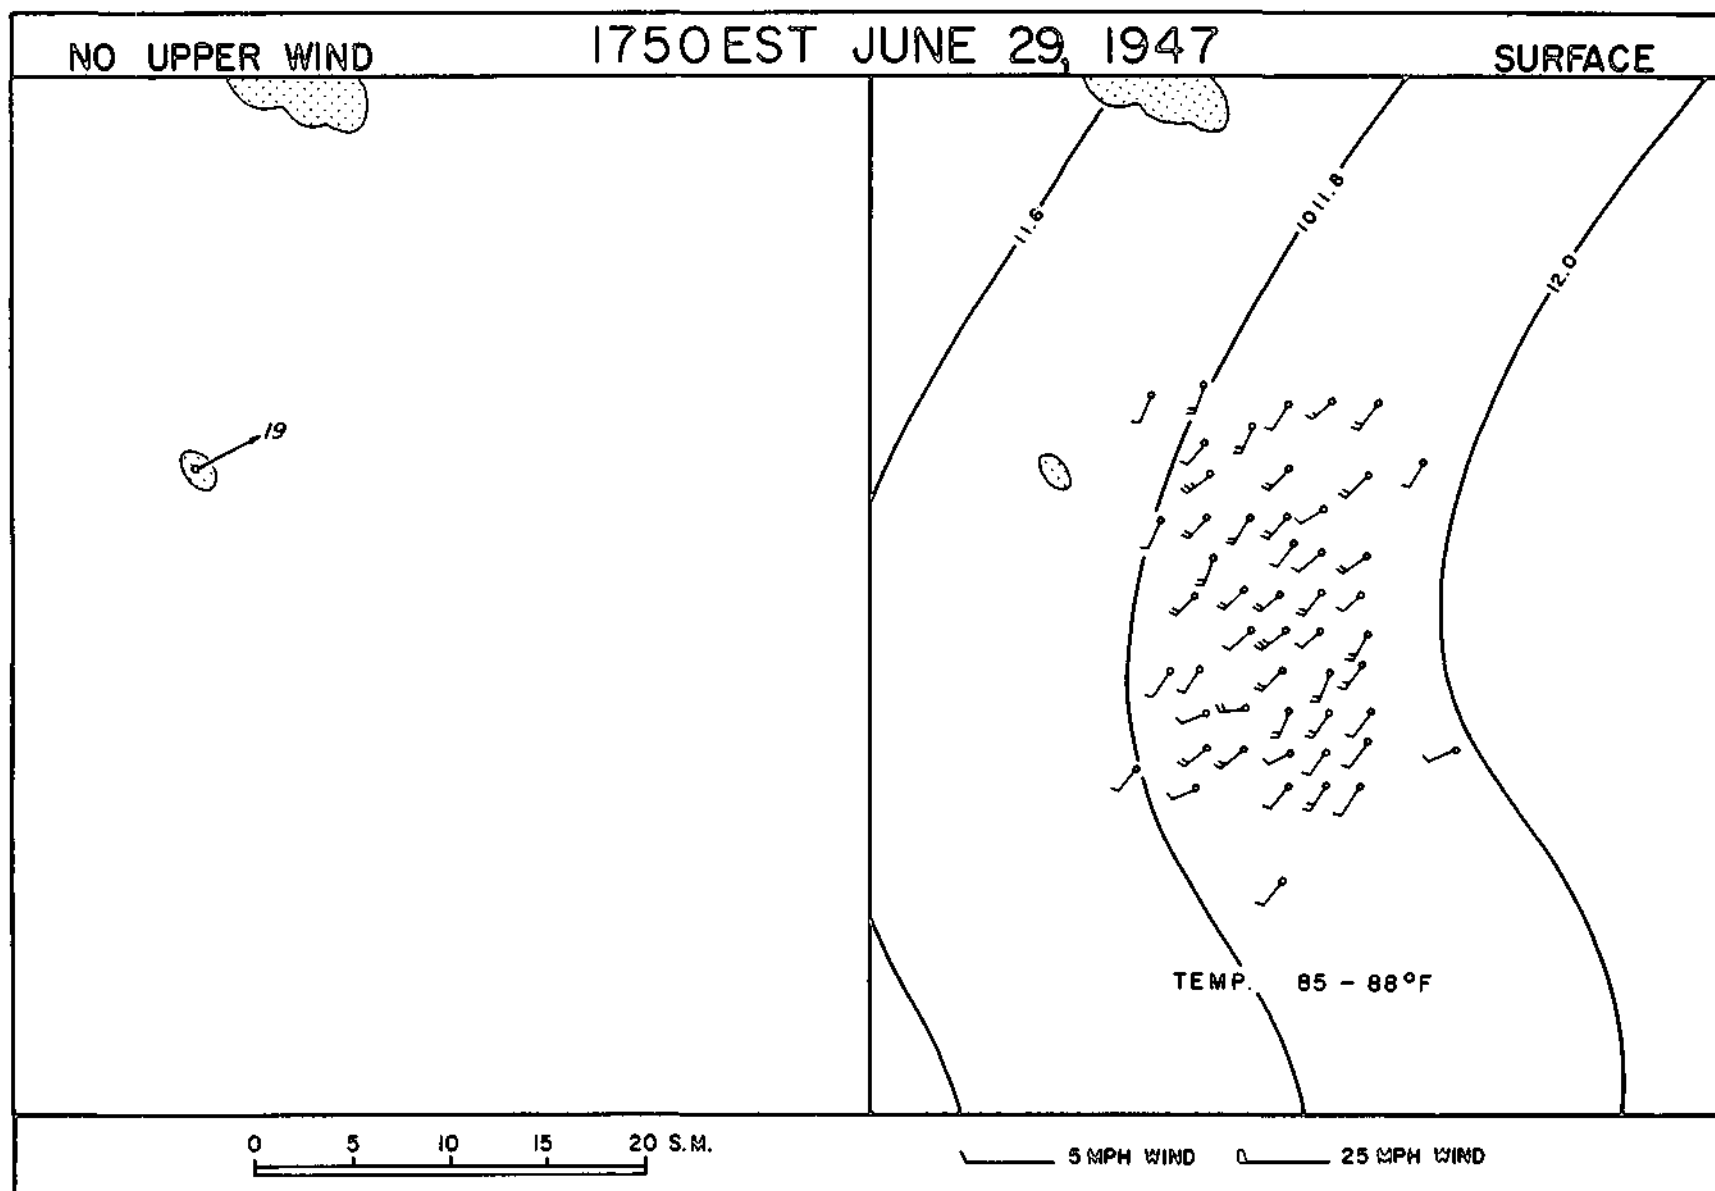 NO UPPER WIND
1750 EST JUNE 29, 1947
SURFACE
11.6
1011.8
12.0
19
TEMP. 85 - 88°F
0 5 10 15 20 S.M.
5 MPH WIND
25 MPH WIND